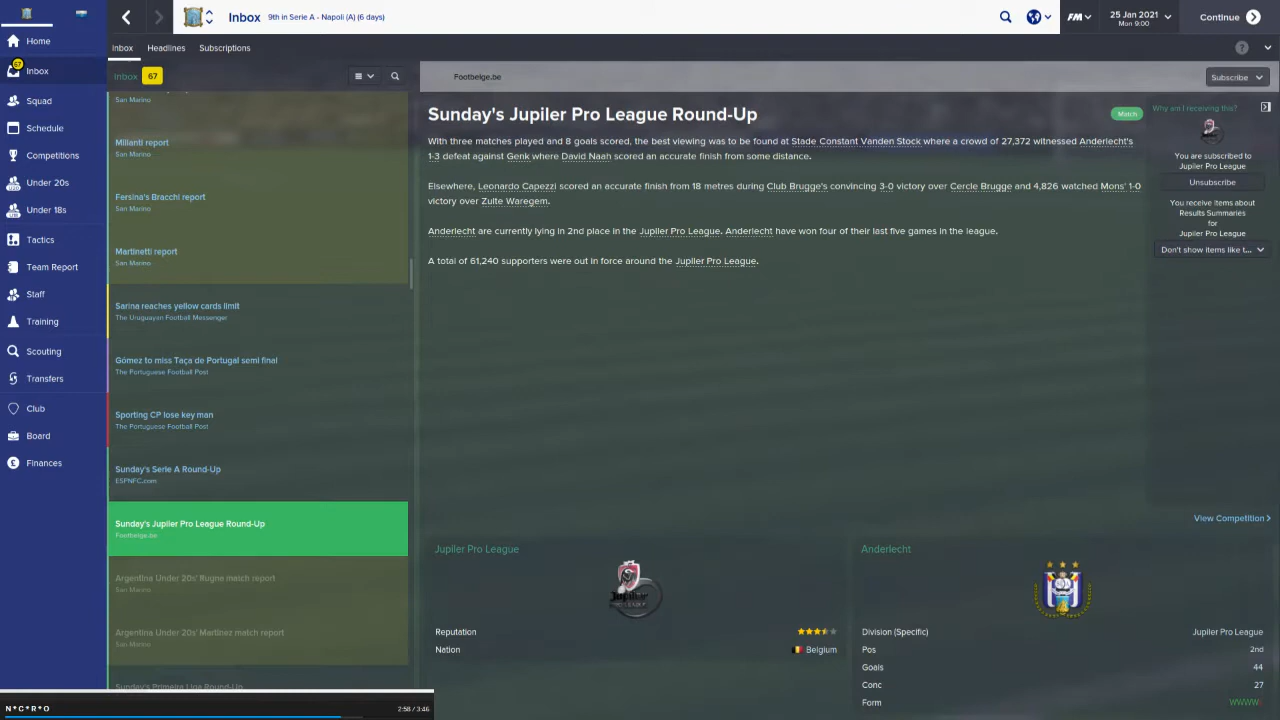 Inbox
9th in Serie A - Napoli (A) (6 days)
FM
25 Jan 2021
Mon 9:00
Continue
Home
67
Inbox
Squad
Schedule
Competitions
Under 20s
Under 18s
Tactics
Team Report
Staff
Training
Scouting
Transfers
Club
Board
Finances
Inbox Headlines Subscriptions
Inbox 67
San Marino
Millanti report
San Marino
Fersina's Bracchi report
San Marino
Martinetti report
San Marino
Sarina reaches yellow cards limit
The Uruguayan Football Messenger
Gómez to miss Taça de Portugal semi final
The Portuguese Football Post
Sporting CP lose key man
The Portuguese Football Post
Sunday's Serie A Round-Up
ESPNFC.com
Sunday's Jupiler Pro League Round-Up
Footbelge.be
Argentina Under 20s' Rugna match report
San Marino
Argentina Under 20s' Martinez match report
San Marino
Sunday's Primeira Liga Round-Up
Footbelge.be
Subscribe
Sunday's Jupiler Pro League Round-Up
Match
With three matches played and 8 goals scored, the best viewing was to be found at Stade Constant Vanden Stock where a crowd of 27,372 witnessed Anderlecht's
1-3 defeat against Genk where David Naah scored an accurate finish from some distance.
Elsewhere, Leonardo Capezzi scored an accurate finish from 18 metres during Club Brugge's convincing 3-0 victory over Cercle Brugge and 4,826 watched Mons' 1-0
victory over Zulte Waregem.
Anderlecht are currently lying in 2nd place in the Jupiler Pro League. Anderlecht have won four of their last five games in the league.
A total of 61,240 supporters were out in force around the Jupiler Pro League.
Why am I receiving this?
You are subscribed to
Jupiler Pro League
Unsubscribe
You receive items about
Results Summaries
for
Jupiler Pro League
Don't show items like t...
View Competition
Jupiler Pro League
Jupiler
Reputation
Nation Belgium
Anderlecht
Division (Specific) Jupiler Pro League
Pos 2nd
Goals 44
Conc 27
Form WWWW
N*C*R*O
2:58 / 3:46